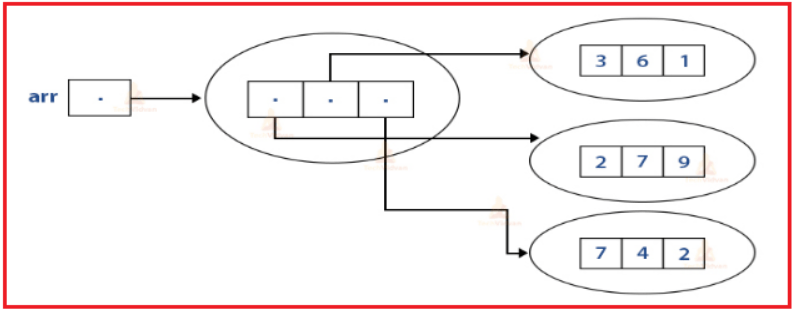 3 6 1
arr . . . .
2 7 9
7 4 2